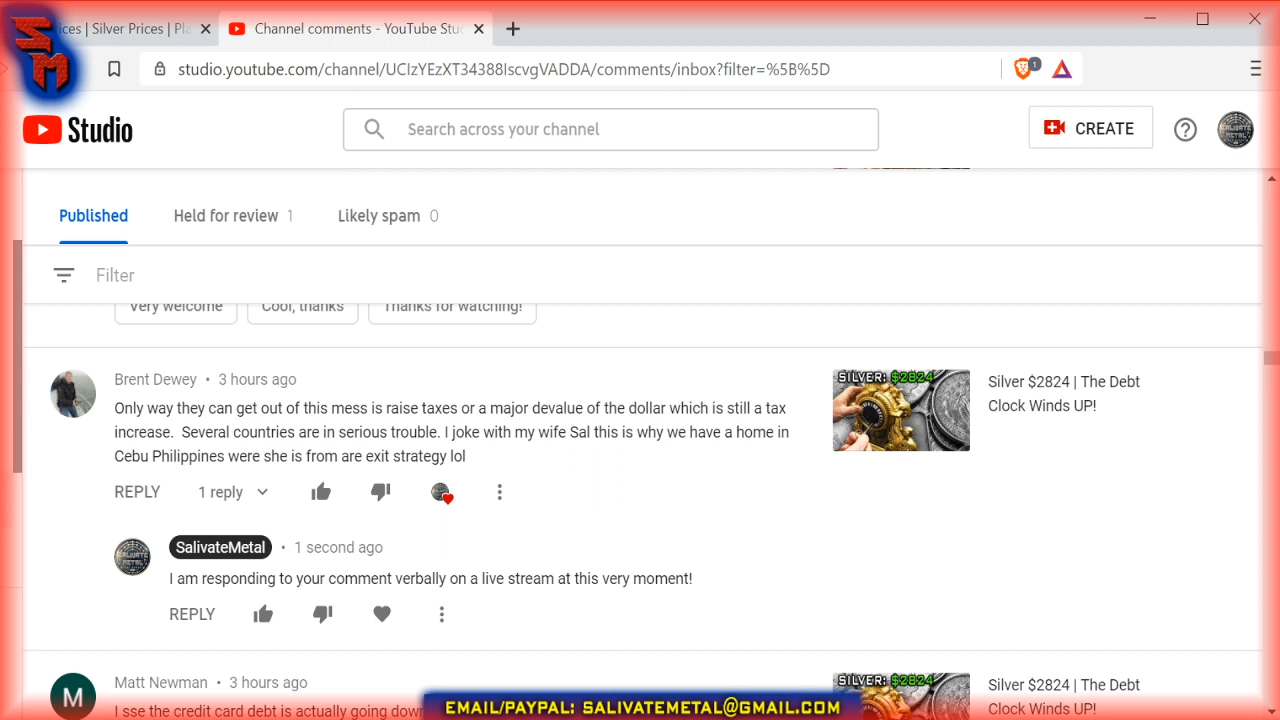 SM
ices | Silver Prices | Pla
Channel comments - YouTube Stu
studio.youtube.com/channel/UCIzYEzXT34388IscvgVADDA/comments/inbox?filter=%5B%5D
1
Studio
Search across your channel
CREATE
Published
Held for review 1
Likely spam 0
Filter
Very welcome
Cool, thanks
Thanks for watching!
Brent Dewey • 3 hours ago
Only way they can get out of this mess is raise taxes or a major devalue of the dollar which is still a tax
increase. Several countries are in serious trouble. I joke with my wife Sal this is why we have a home in
Cebu Philippines were she is from are exit strategy lol
SILVER: $2824
Silver $2824 | The Debt
Clock Winds UP!
REPLY
1 reply
SalivateMetal • 1 second ago
I am responding to your comment verbally on a live stream at this very moment!
REPLY
M
Matt Newman • 3 hours ago
I sse the credit card debt is actually going down
SILVER: $2824
Silver $2824 | The Debt
Clock Winds UP!
EMAIL/PAYPAL: SALIVATEMETAL@GMAIL.COM